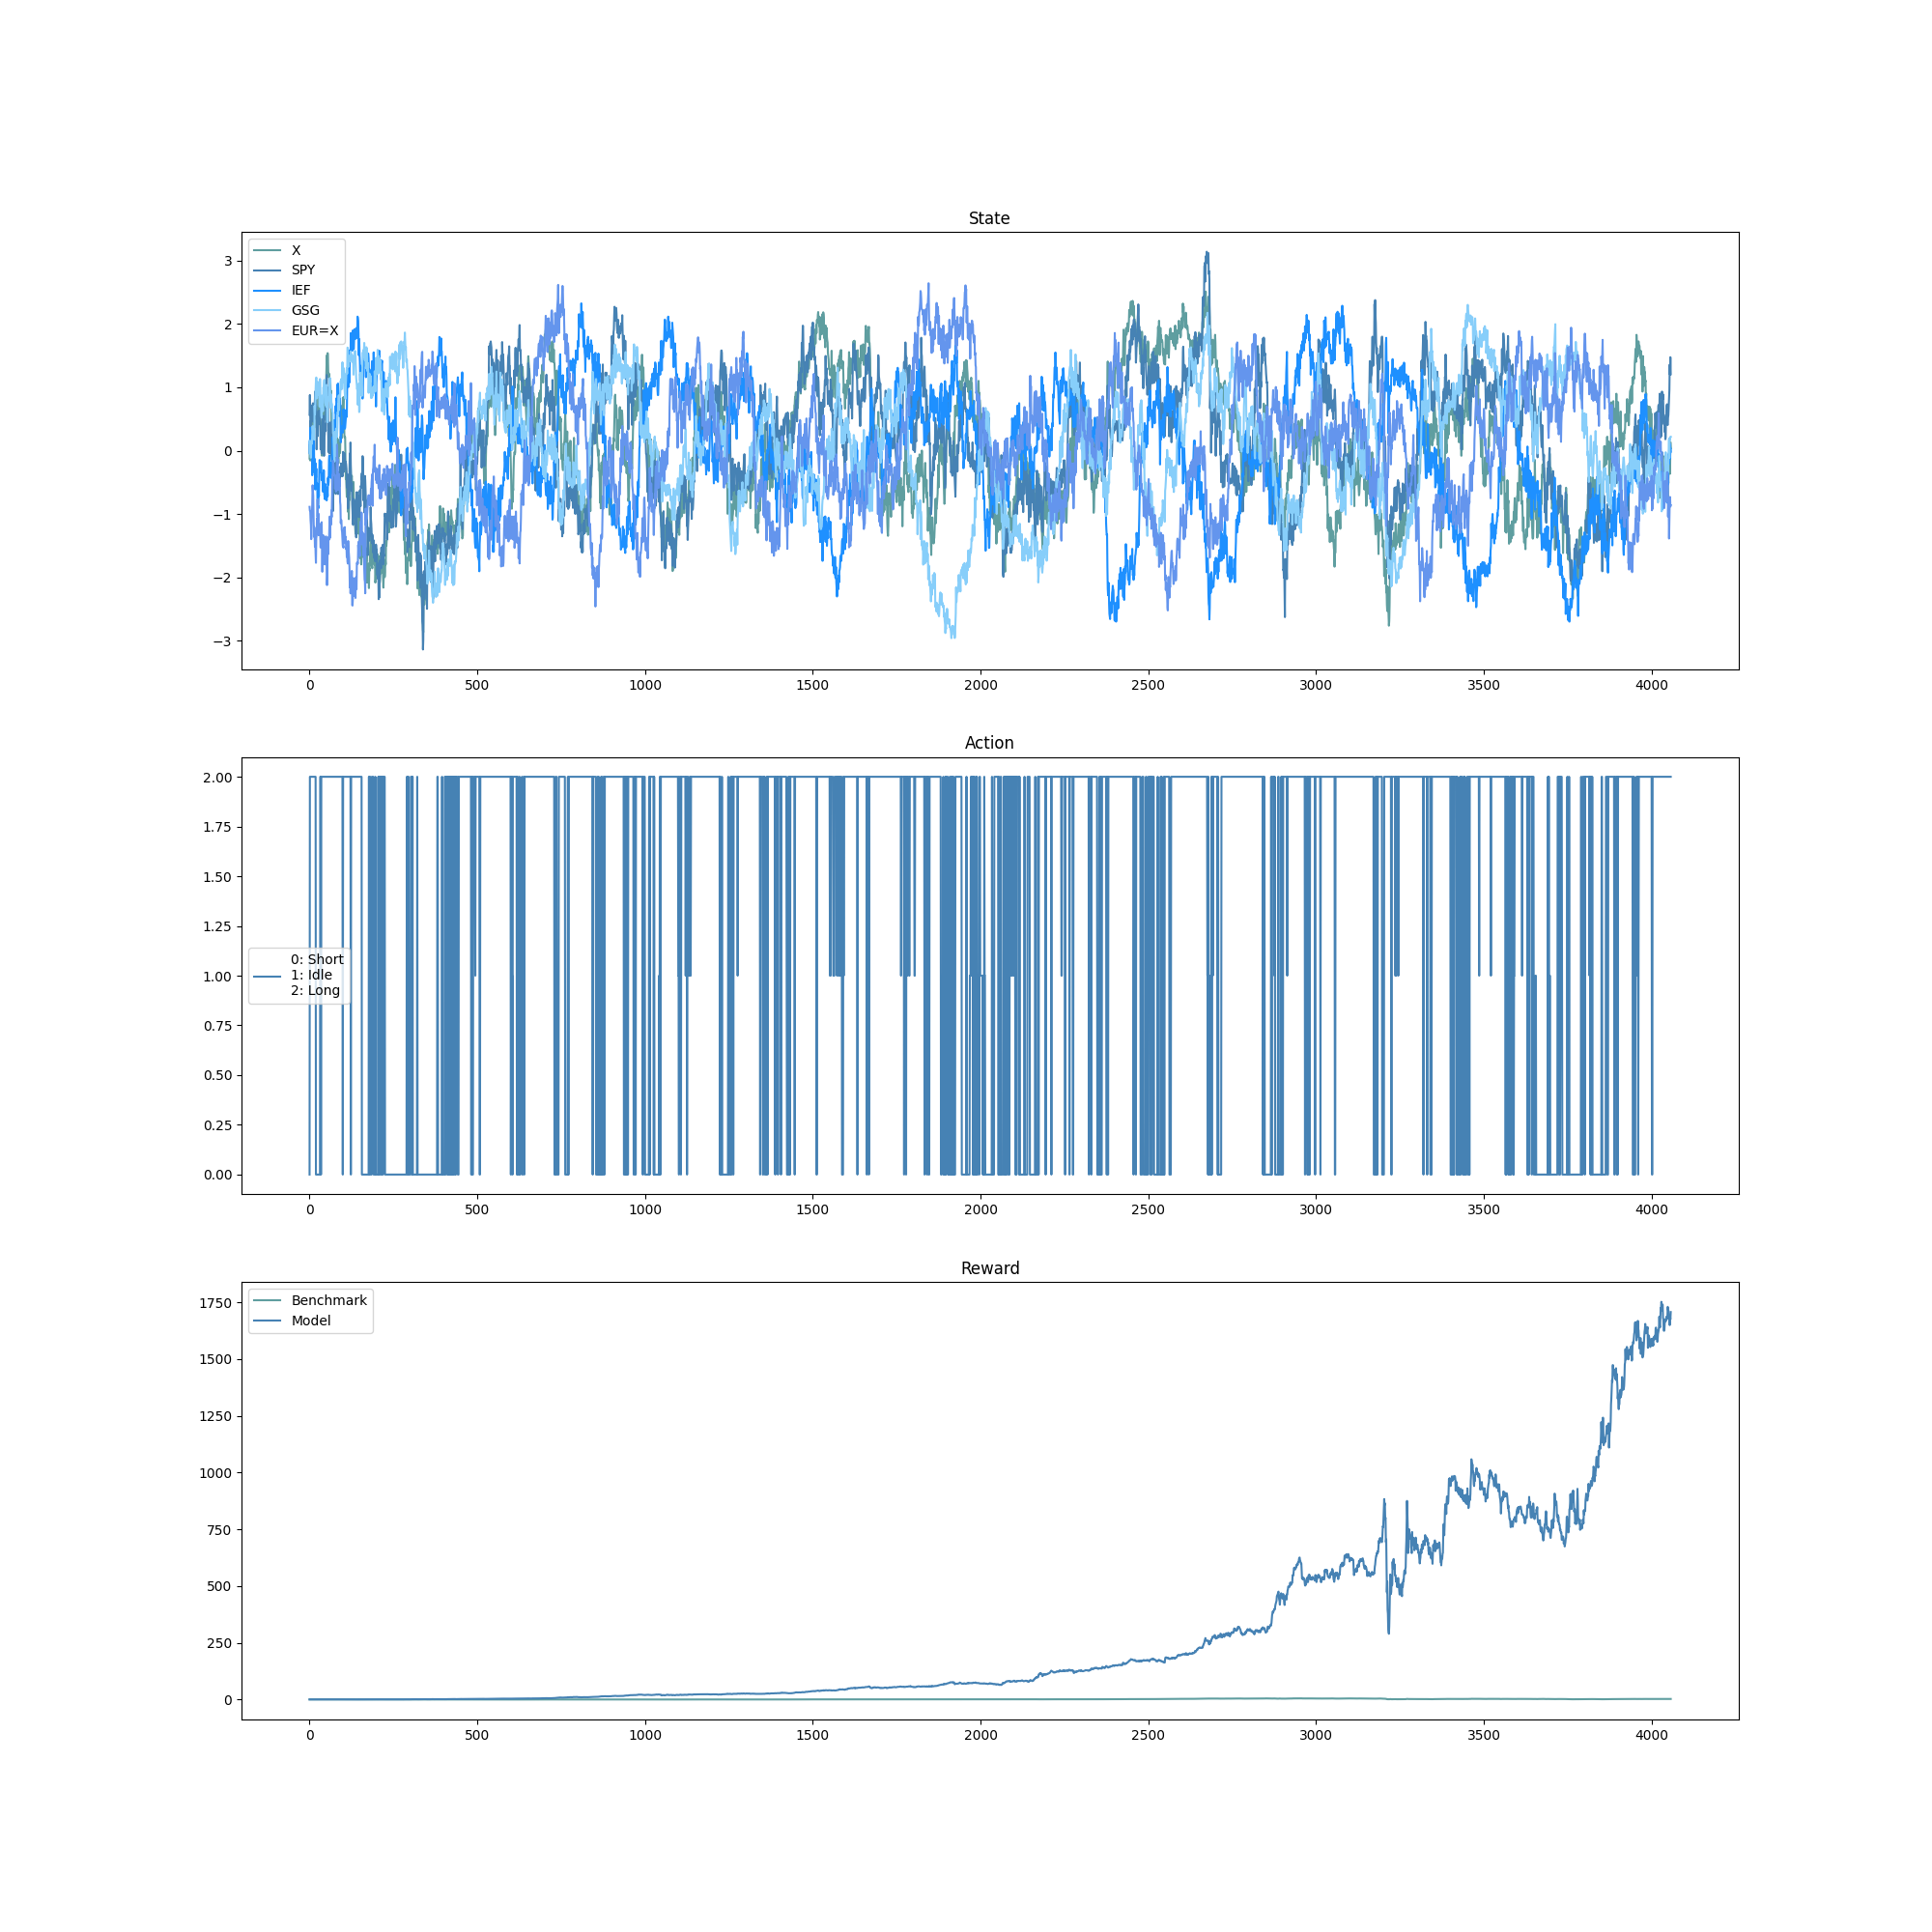 State
3
2
1
0
−1
−2
−3
X
SPY
IEF
GSG
EUR=X
0 500 1000 1500 2000 2500 3000 3500 4000
Action
2.00
1.75
1.50
1.25
1.00
0.75
0.50
0.25
0.00
0: Short
1: Idle
2: Long
0 500 1000 1500 2000 2500 3000 3500 4000
Reward
1750
1500
1250
1000
750
500
250
0
Benchmark
Model
0 500 1000 1500 2000 2500 3000 3500 4000